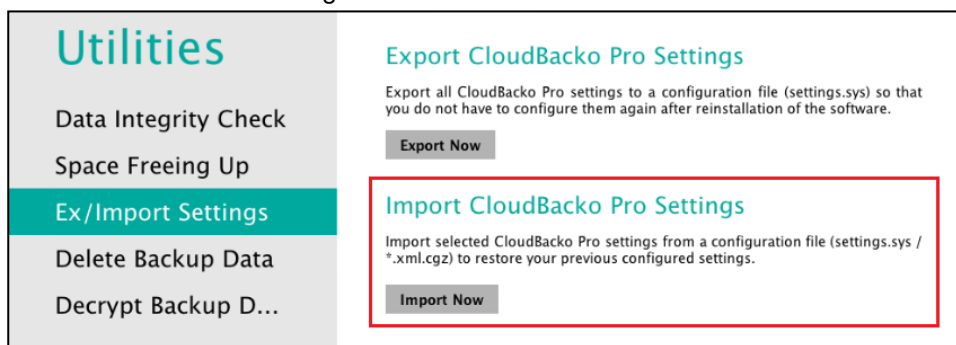 Utilities
Data Integrity Check
Space Freeing Up
Ex/Import Settings
Delete Backup Data
Decrypt Backup D...
Export CloudBacko Pro Settings
Export all CloudBacko Pro settings to a configuration file (settings.sys) so that
you do not have to configure them again after reinstallation of the software.
Export Now
Import CloudBacko Pro Settings
Import selected CloudBacko Pro settings from a configuration file (settings.sys /
*.xml.cgz) to restore your previous configured settings.
Import Now